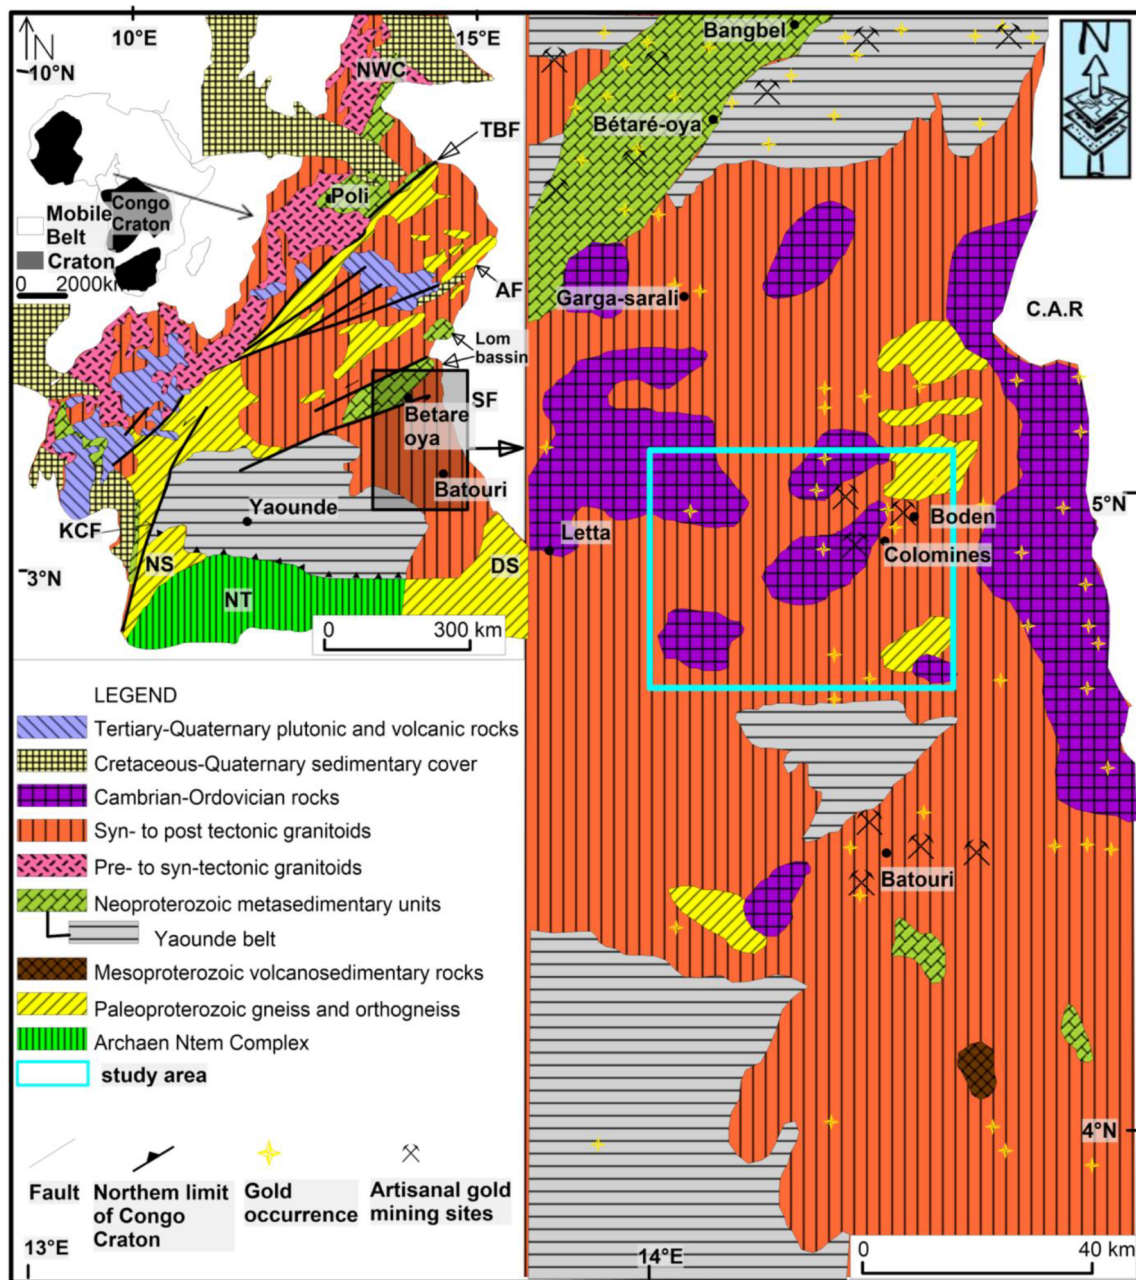 N
10°E
15°E
10°N
NWC
TBF
Poli
Congo
Craton
Mobile
Belt
Craton
0 2000km
AF
Lom
bassin
SF
Betare
oya
Batouri
Yaounde
KCF
NS
DS
3°N
NT
0 300 km
LEGEND
Tertiary-Quaternary plutonic and volcanic rocks
Cretaceous-Quaternary sedimentary cover
Cambrian-Ordovician rocks
Syn- to post tectonic granitoids
Pre- to syn-tectonic granitoids
Neoproterozoic metasedimentary units
Yaounde belt
Mesoproterozoic volcanosedimentary rocks
Paleoproterozoic gneiss and orthogneiss
Archaen Ntem Complex
study area
Fault
Northem limit
of Congo
Craton
Gold
occurrence
Artisanal gold
mining sites
13°E
Bangbel
N
Bétaré-oya
Garga-sarali
C.A.R
5°N
Boden
Letta
Colomines
Batouri
4°N
14°E
0 40 km